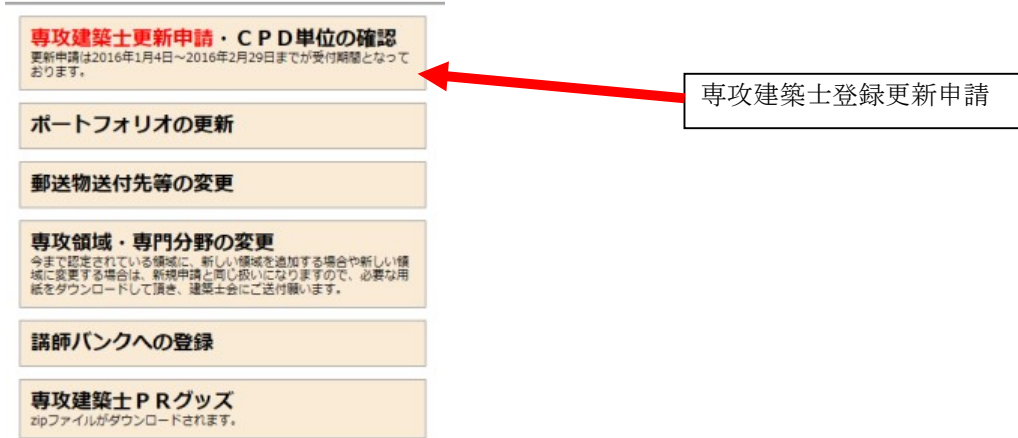 専攻建築士更新申請・ＣＰＤ単位の確認
更新申請は2016年1月4日～2016年2月29日までが受付期間となって
おります。
専攻建築士登録更新申請
ポートフォリオの更新
郵送物送付先等の変更
専攻領域・専門分野の変更
今まで認定されている領域に、新しい領域を追加する場合や新しい領
域に変更する場合は、新規申請と同じ扱いになりますので、必要な用
紙をダウンロードして頂き、建築士会にご送付願います。
講師バンクへの登録
専攻建築士ＰＲグッズ
zipファイルがダウンロードされます。